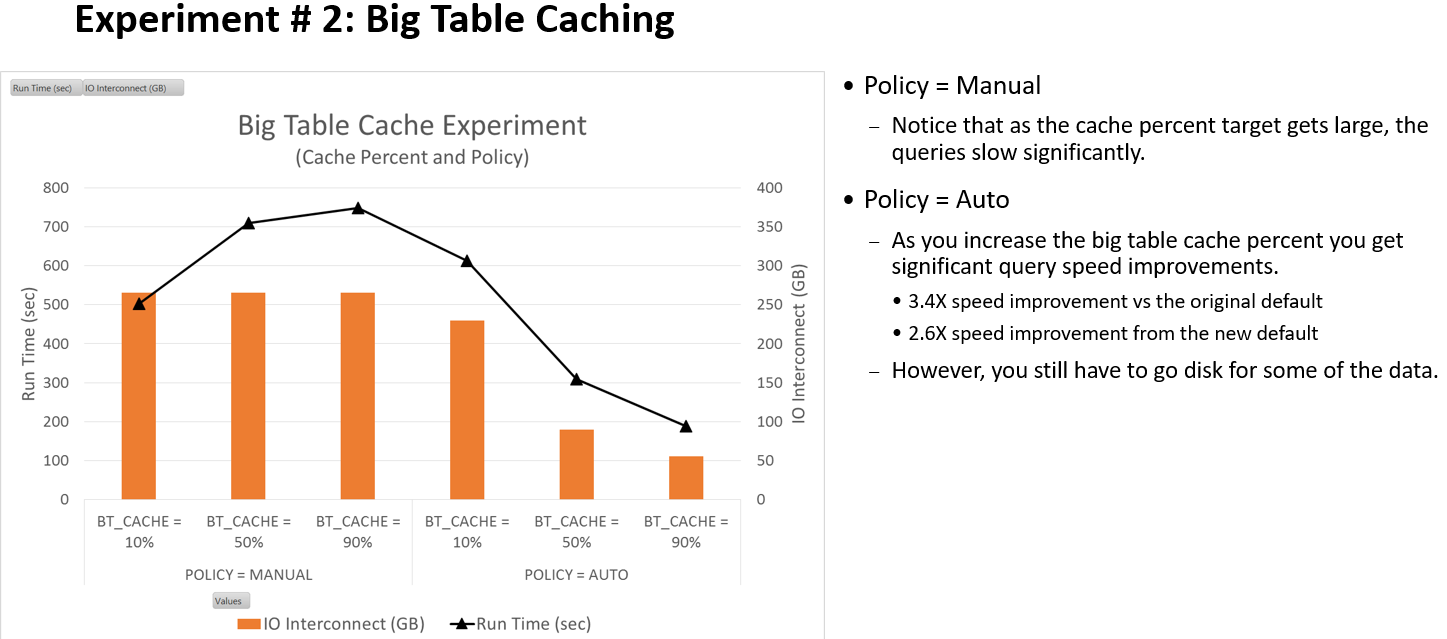 Experiment # 2: Big Table Caching
Run Time (sec) IO Interconnect (GB)
Big Table Cache Experiment
(Cache Percent and Policy)
800
700
600
500
400
300
200
100
0
Run Time (sec)
400
350
300
250
200
150
100
50
0
IO Interconnect (GB)
BT_CACHE = BT_CACHE = BT_CACHE = BT_CACHE = BT_CACHE = BT_CACHE =
10% 50% 90% 10% 50% 90%
POLICY = MANUAL POLICY = AUTO
Values
IO Interconnect (GB) Run Time (sec)
• Policy = Manual
– Notice that as the cache percent target gets large, the
queries slow significantly.
• Policy = Auto
– As you increase the big table cache percent you get
significant query speed improvements.
• 3.4X speed improvement vs the original default
• 2.6X speed improvement from the new default
– However, you still have to go disk for some of the data.